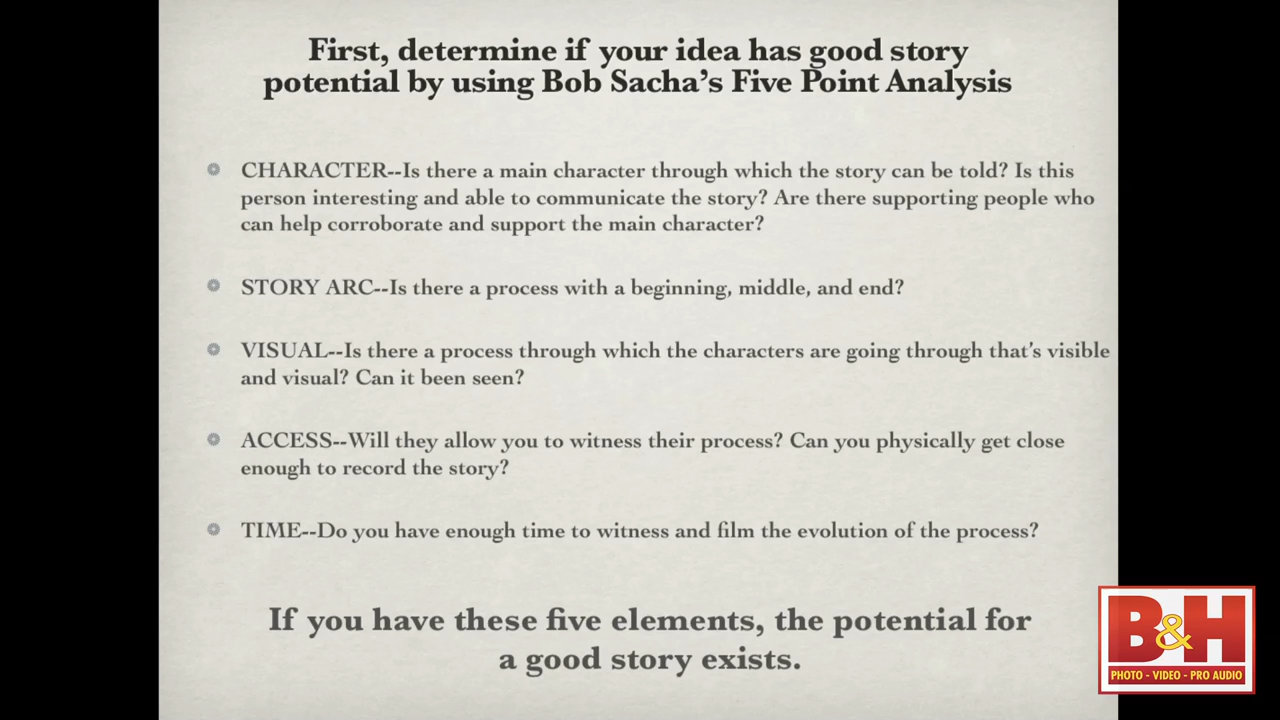 First, determine if your idea has good story
potential by using Bob Sacha's Five Point Analysis
CHARACTER--Is there a main character through which the story can be told? Is this
person interesting and able to communicate the story? Are there supporting people who
can help corroborate and support the main character?
STORY ARC--Is there a process with a beginning, middle, and end?
VISUAL--Is there a process through which the characters are going through that's visible
and visual? Can it been seen?
ACCESS--Will they allow you to witness their process? Can you physically get close
enough to record the story?
TIME--Do you have enough time to witness and film the evolution of the process?
If you have these five elements, the potential for
a good story exists.
B&H
PHOTO - VIDEO - PRO AUDIO